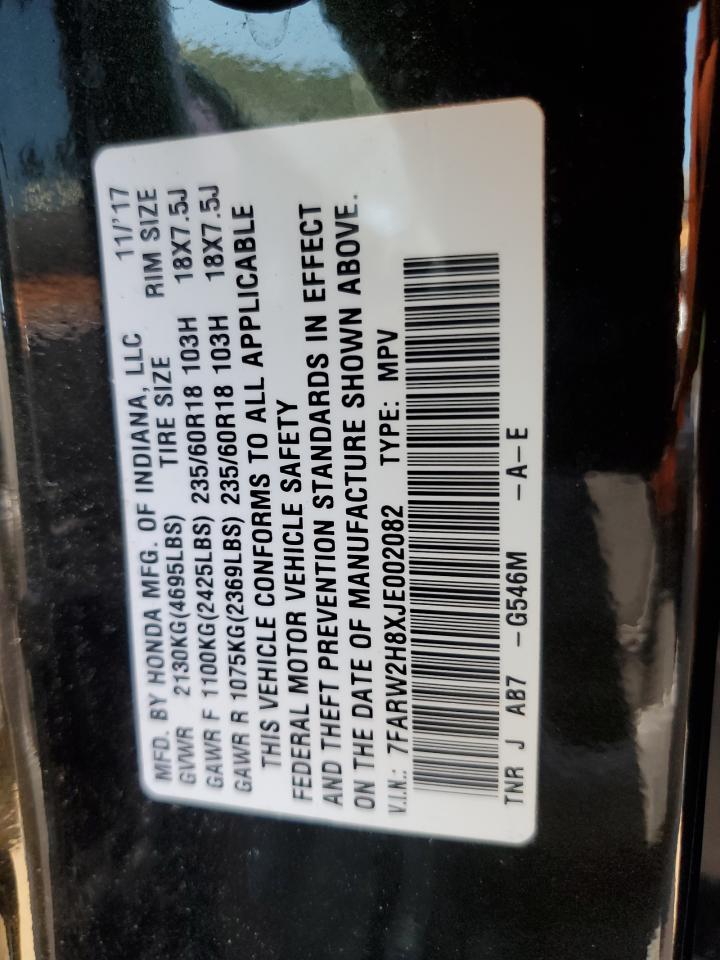 MFD. BY HONDA MFG. OF INDIANA, LLC 11/'17
TIRE SIZE RIM SIZE
GVWR 2130KG(4695LBS)
GAWR F 1100KG(2425LBS) 235/60R18 103H 18X7.5J
GAWR R 1075KG(2369LBS) 235/60R18 103H 18X7.5J
THIS VEHICLE CONFORMS TO ALL APPLICABLE
FEDERAL MOTOR VEHICLE SAFETY
AND THEFT PREVENTION STANDARDS IN EFFECT
ON THE DATE OF MANUFACTURE SHOWN ABOVE.
V.I.N.: 7FARW2H8XJE002082 TYPE: MPV
TNR J AB7 -G546M -A-E